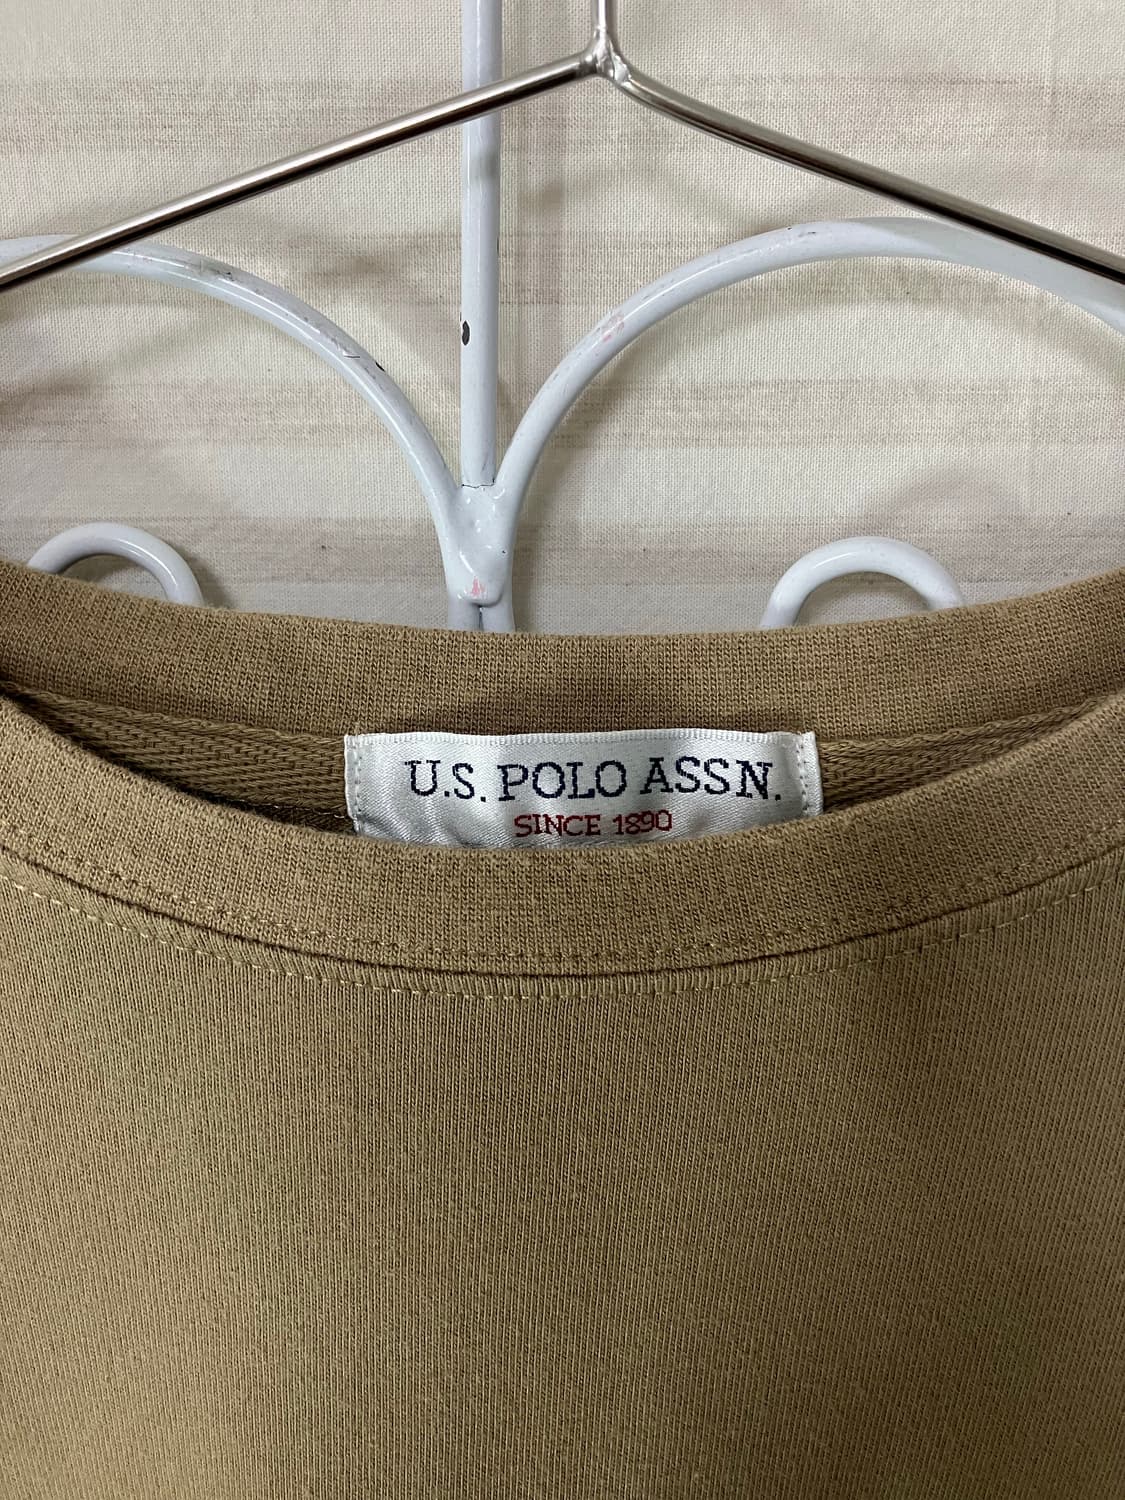 U.S. POLO ASSN.
SINCE 1890